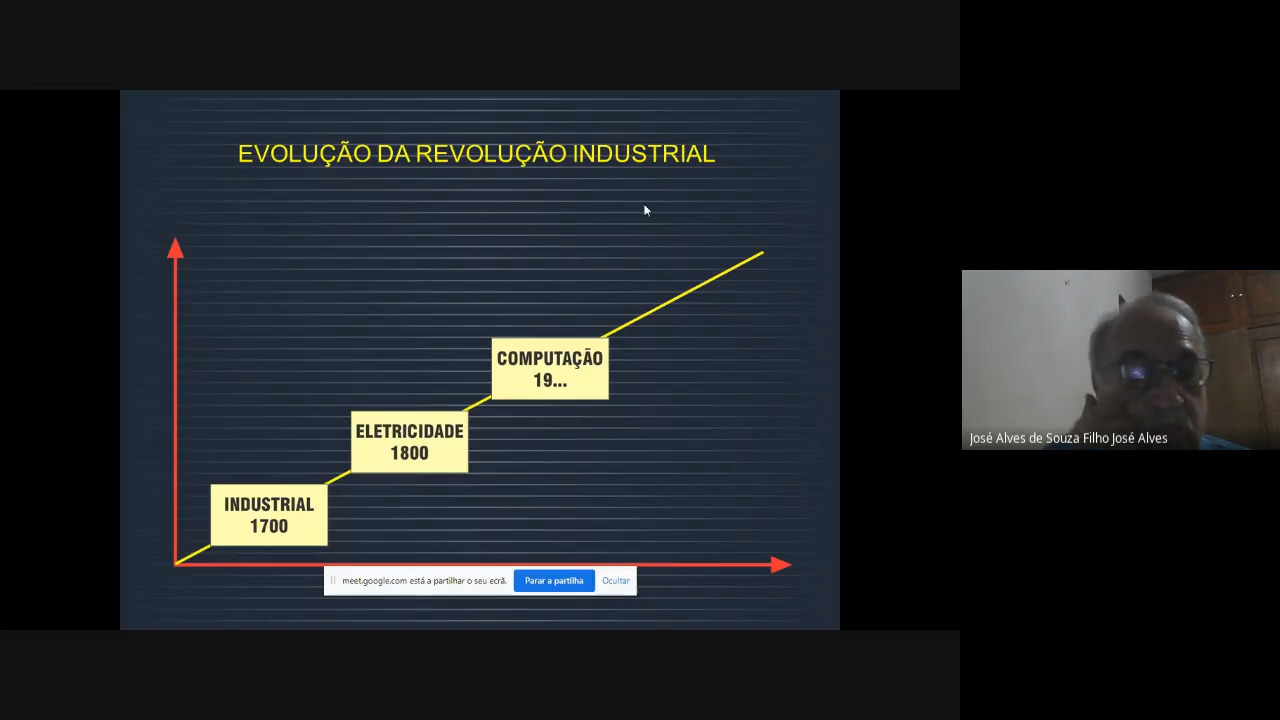 EVOLUÇÃO DA REVOLUÇÃO INDUSTRIAL
COMPUTAÇÃO
19...
ELETRICIDADE
1800
INDUSTRIAL
1700
meet.google.com está a partilhar o seu ecrã. Parar a partilha Ocultar
José Alves de Souza Filho José Alves